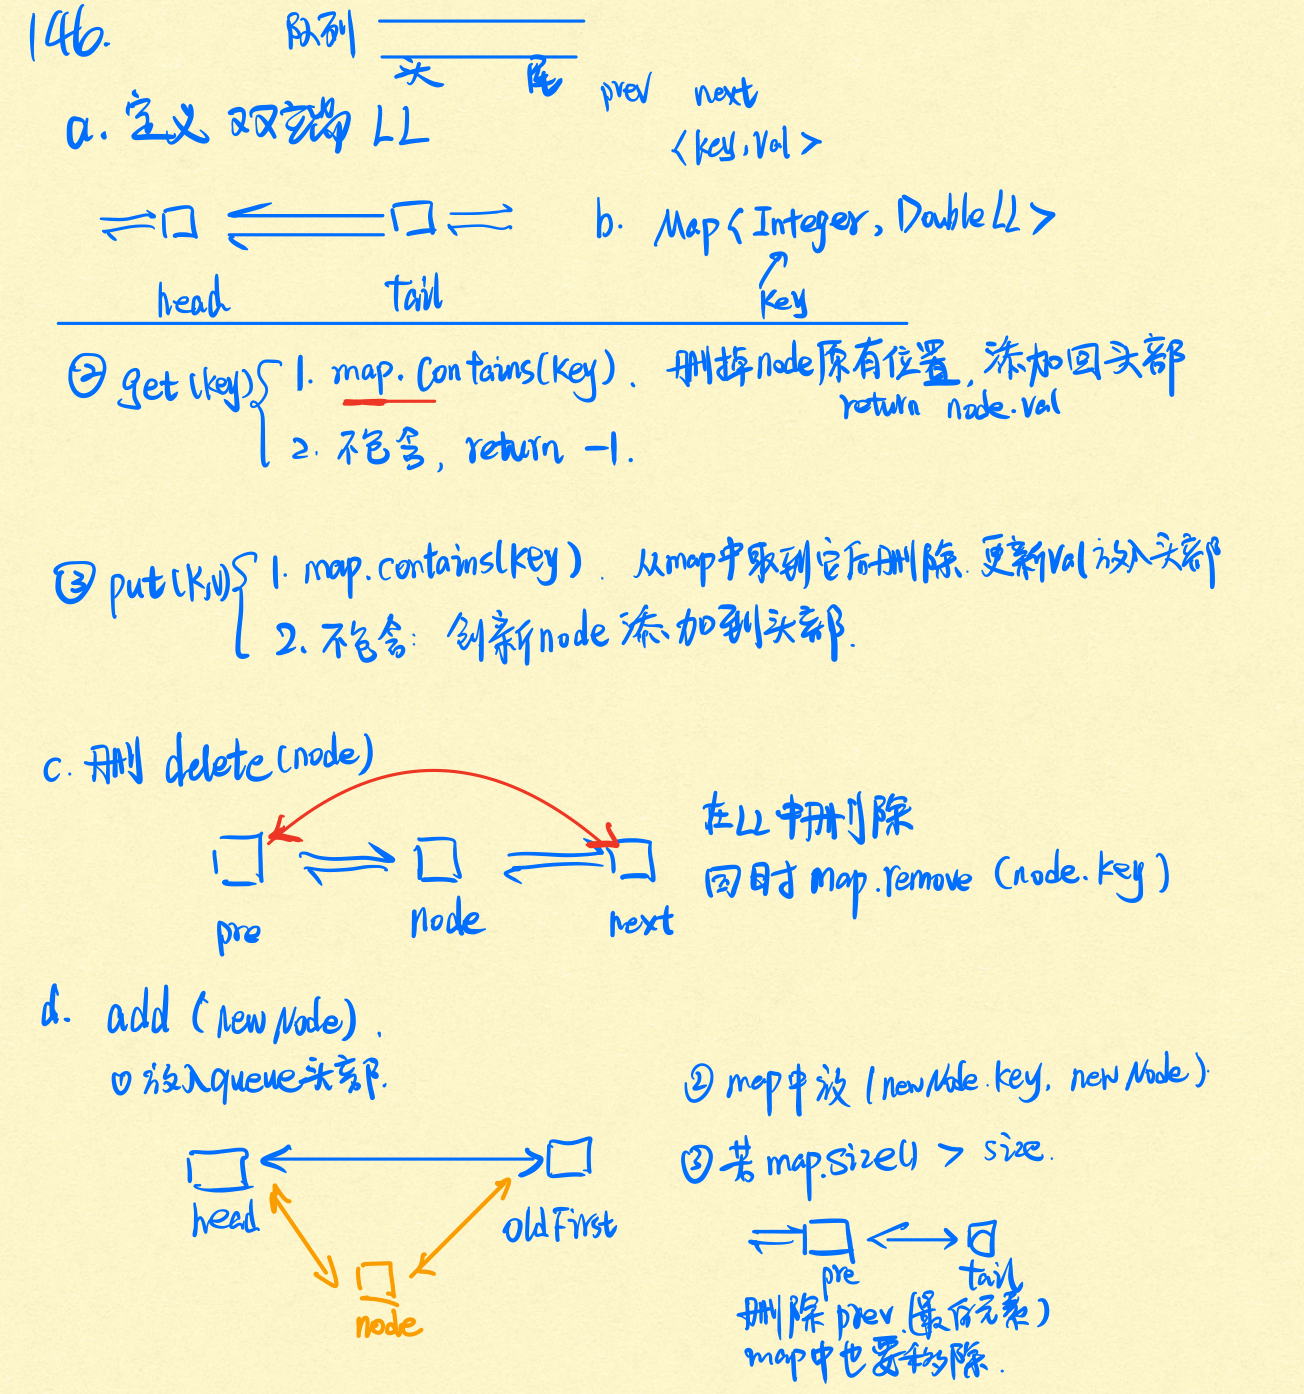 146.
队列
头 尾
prev next
<key, val>
a. 定义 双端 LL
b. Map<Integer, DoubleLL>
head tail
key
② get(key) { 1. map.contains(key). 删掉node原有位置, 添加回头部
return node.val
2. 不包含, return -1.
③ put(k,v) { 1. map.contains(key). 从map中取到它后删除. 更新val 放入头部
2. 不包含: 创新node 添加到头部.
c. 删 delete(node)
pre node next
在LL中删除
同时 map.remove (node.key)
d. add (newNode).
① 放入queue头部.
head oldFirst
node
② map中放 (newNode.key, newNode).
③ 若 map.size() > size.
pre tail
删除 prev.(最后元素)
map中也要移除.